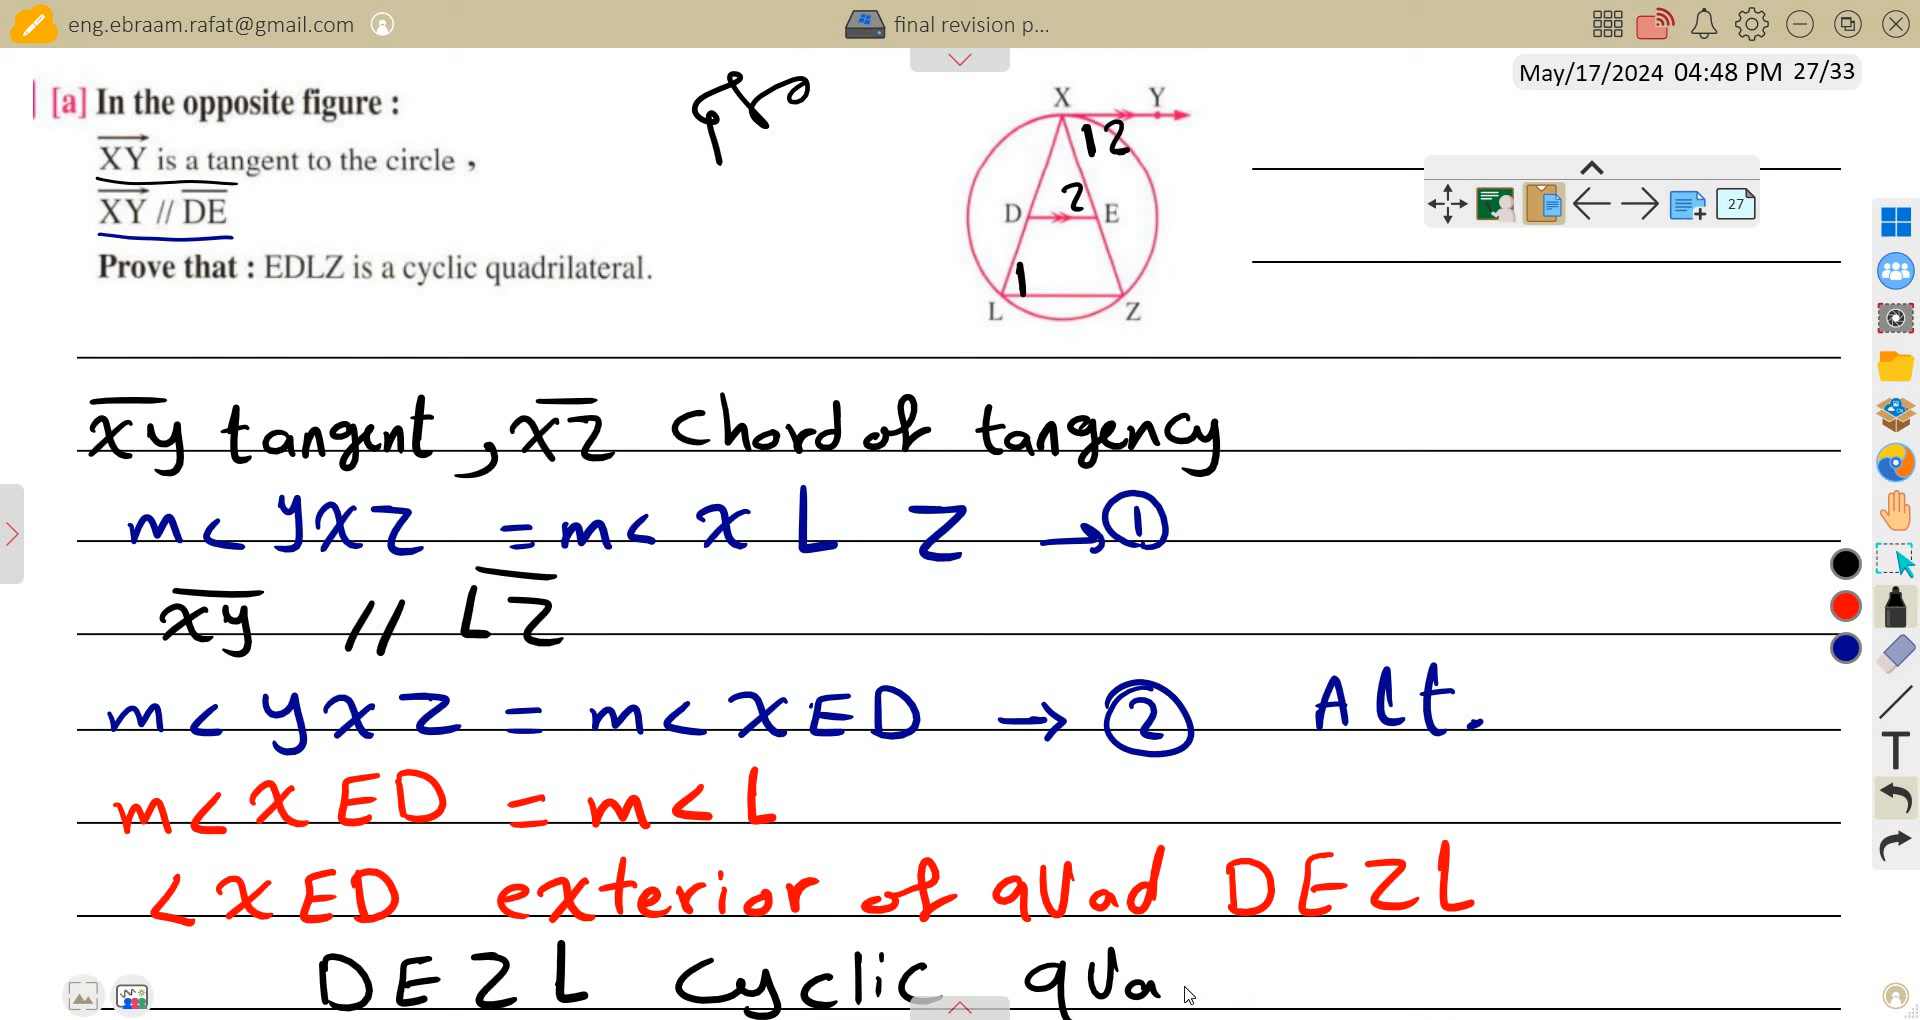 eng.ebraam.rafat@gmail.com
final revision p...
May/17/2024 04:48 PM 27/33
[a] In the opposite figure :
XY is a tangent to the circle ,
XY // DE
Prove that : EDLZ is a cyclic quadrilateral.
X Y
1 2
D 2 E
1
L Z
27
xy tangent, xz chord of tangency
m< yxz = m< x L Z → ①
xy // LZ
m< yxz = m< XED → ② Alt.
m< XED = m< L
< XED exterior of quad DEZL
DEZL cyclic qua
T